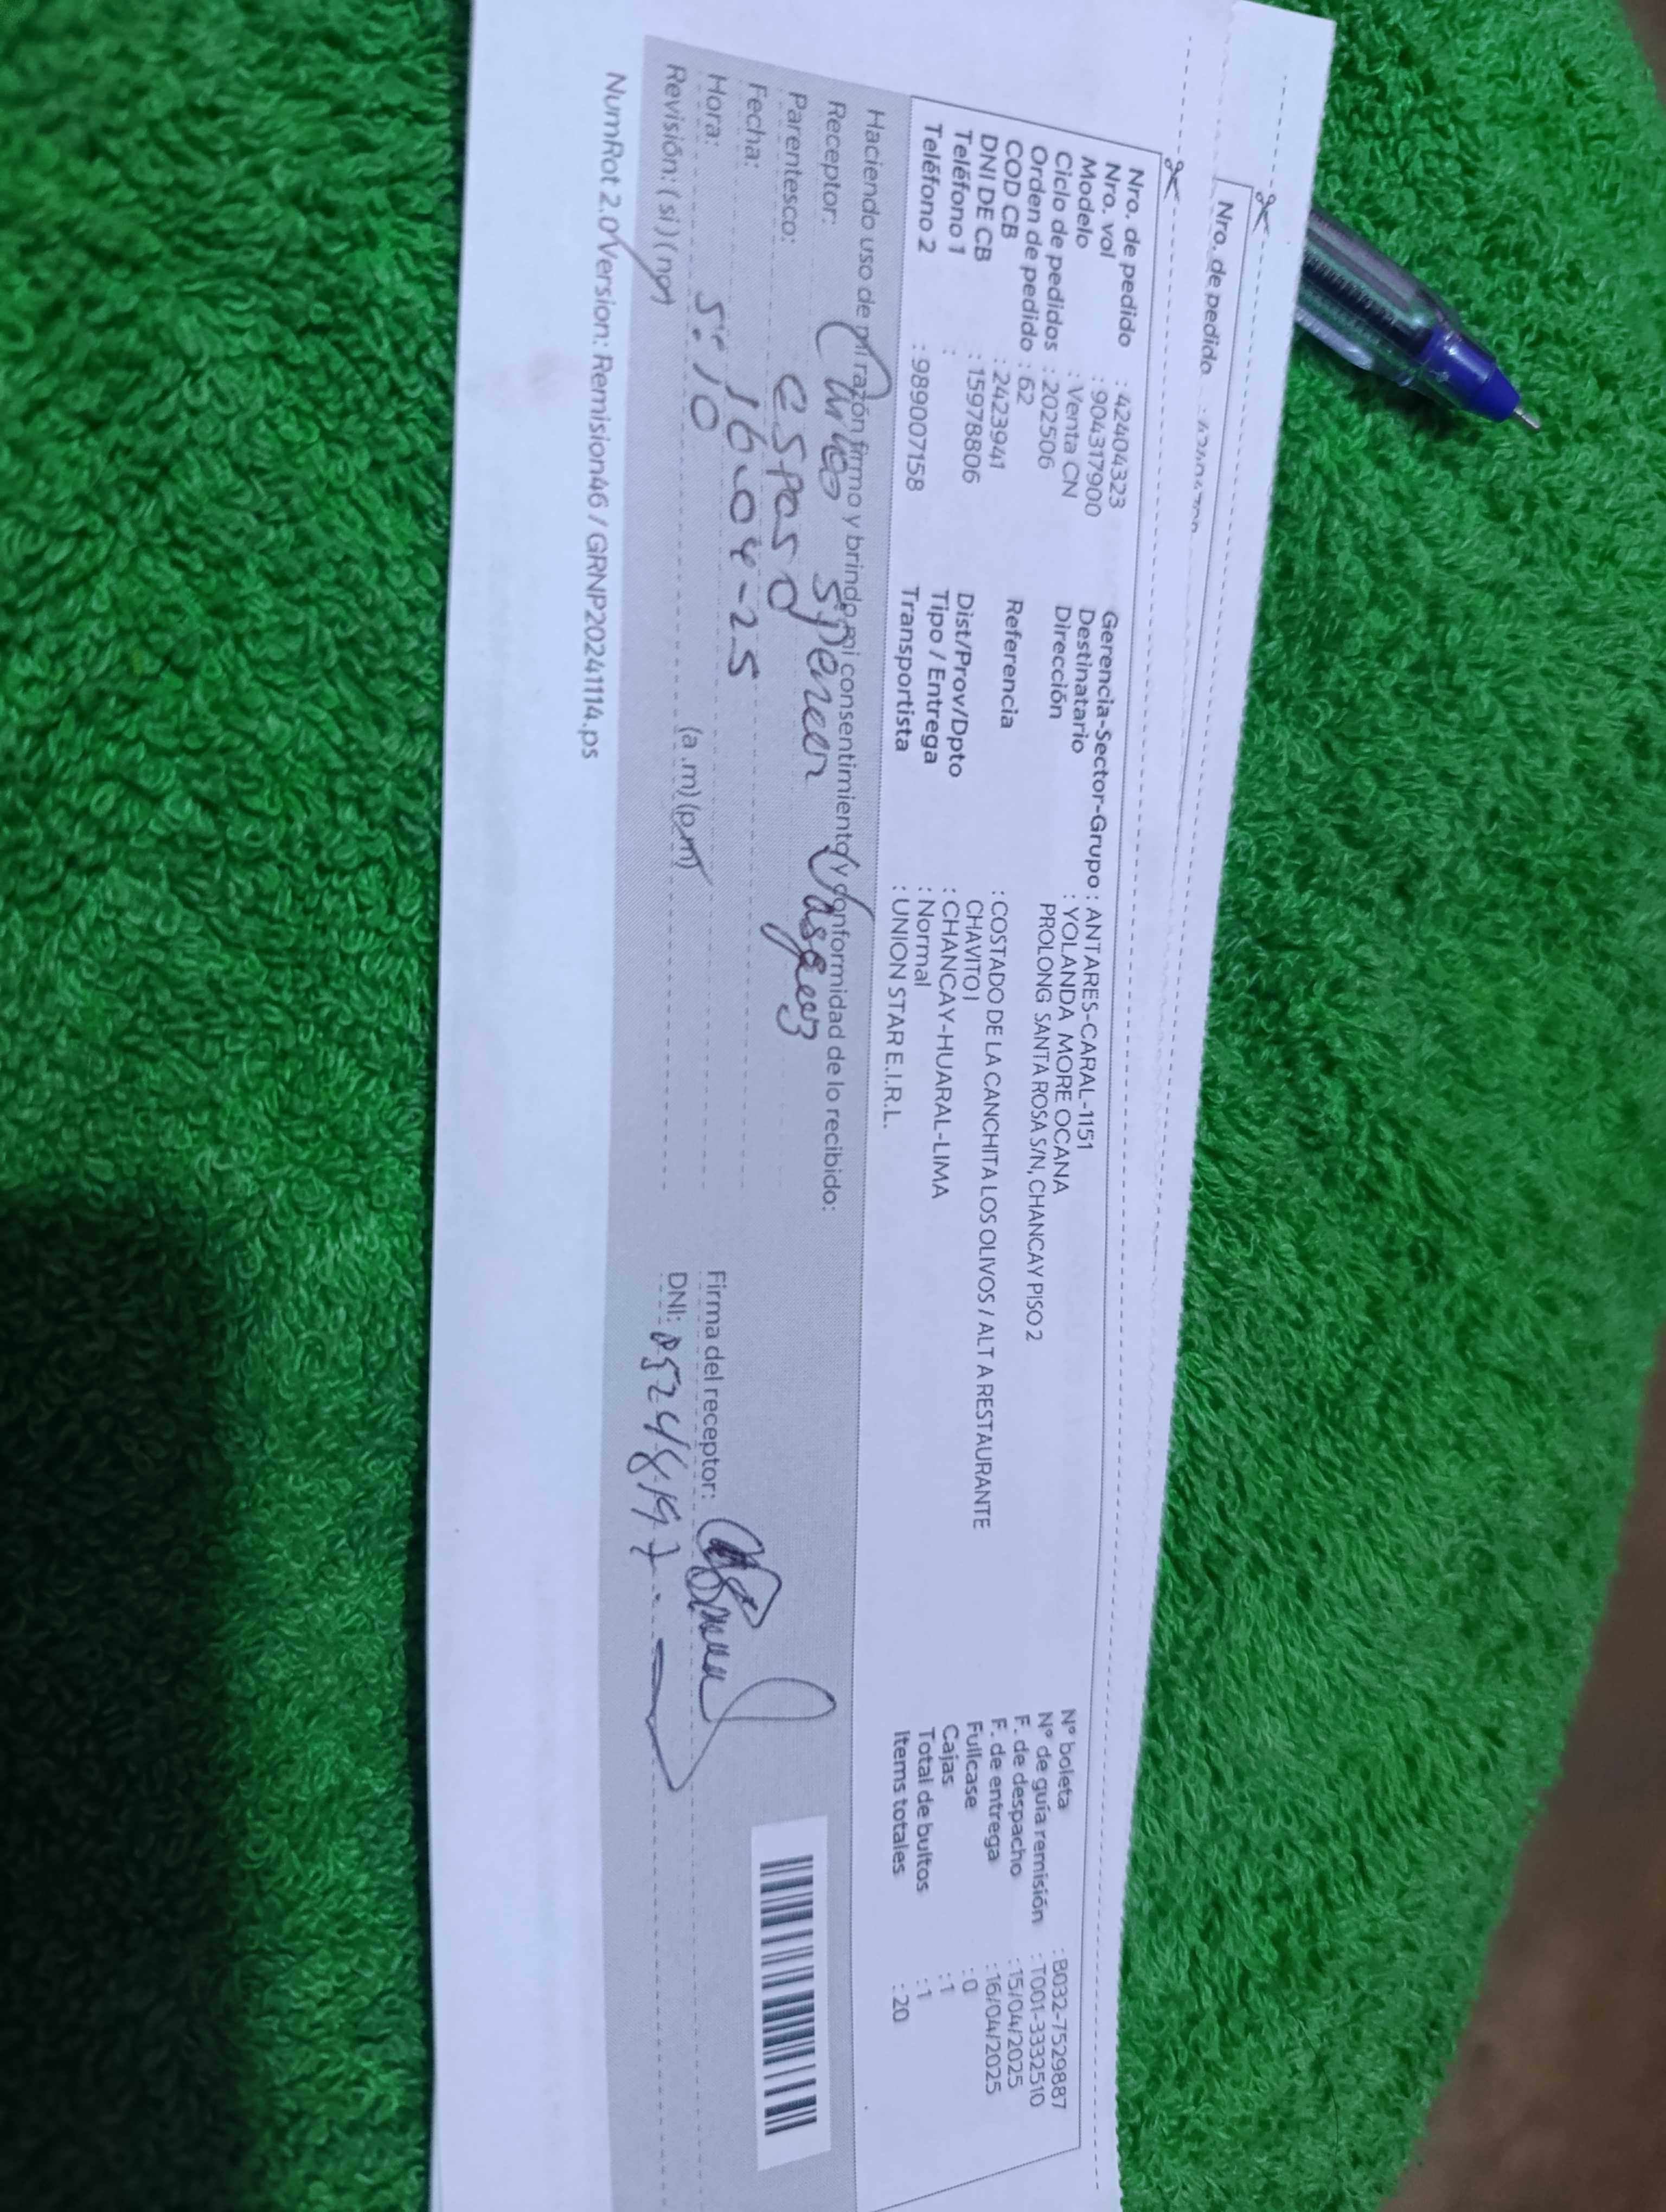 Nro. de pedido :
Nro. de pedido : 42404323
Nro. vol : 904317900
Modelo : Venta CN
Ciclo de pedidos : 202506
Orden de pedido : 62
COD CB : 2423941
DNI DE CB : 15978806
Teléfono 1 :
Teléfono 2 : 989007158
Gerencia-Sector-Grupo : ANTARES-CARAL-1151
Destinatario : YOLANDA MORE OCANA
Dirección PROLONG SANTA ROSA S/N, CHANCAY PISO 2
Referencia : COSTADO DE LA CANCHITA LOS OLIVOS / ALT A RESTAURANTE
CHAVITO I
Dist/Prov/Dpto : CHANCAY-HUARAL-LIMA
Tipo / Entrega : Normal
Transportista : UNION STAR E.I.R.L.
N° boleta : B032-7529887
N° de guía remisión : T001-3332510
F. de despacho : 15/04/2025
F. de entrega : 16/04/2025
Fullcase : 0
Cajas : 1
Total de bultos : 1
Items totales : 20
Haciendo uso de mi razón firmo y brindo mi consentimiento y conformidad de lo recibido:
Receptor:
Parentesco: esposo
Fecha: 16-04-25
Hora: 5:10 (a.m) (pm)
Revisión: (si) (no)
Firma del receptor:
DNI:
NumRot 2.0/Version: Remision46 / GRNP20241114.ps